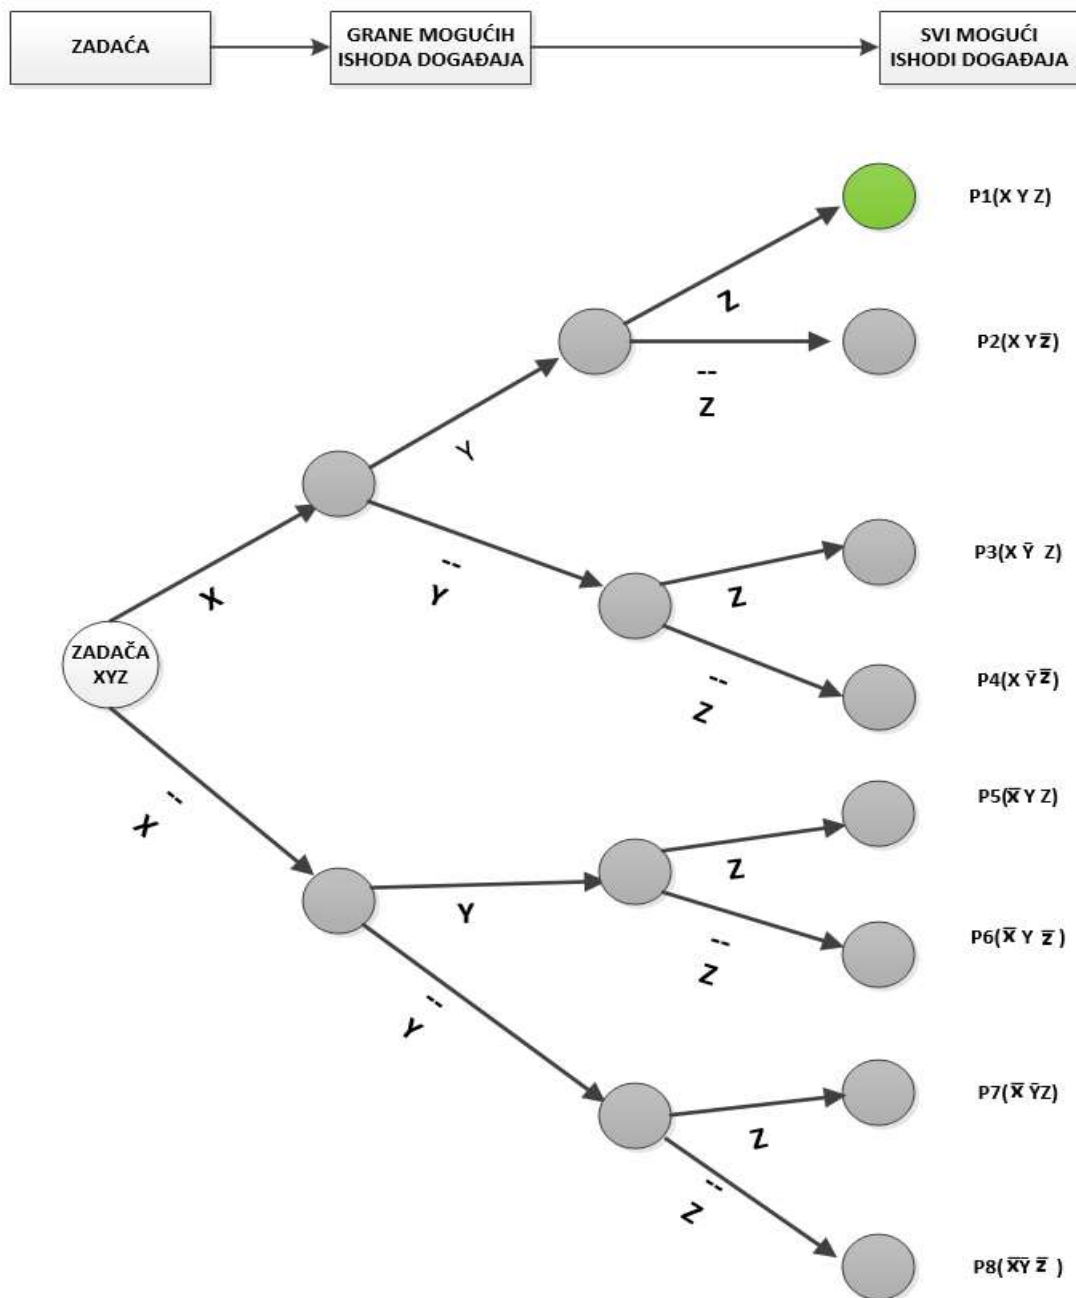 ZADAĆA
GRANE MOGUĆIH
ISHODA DOGAĐAJA
SVI MOGUĆI
ISHODI DOGAĐAJA
P1(X Y Z)
Z
P2(X Y z̅)
--
Z
Y
P3(X Ȳ Z)
--
Y
Z
X
ZADAČA
XYZ
P4(X Ȳ z̅)
--
Z
P5(x̅ Y Z)
--
X
Z
Y
P6(x̅ Y z̅ )
--
Z
--
Y
P7(x̅ ȲZ)
Z
--
Z
P8(x̅Y̅ z̅ )